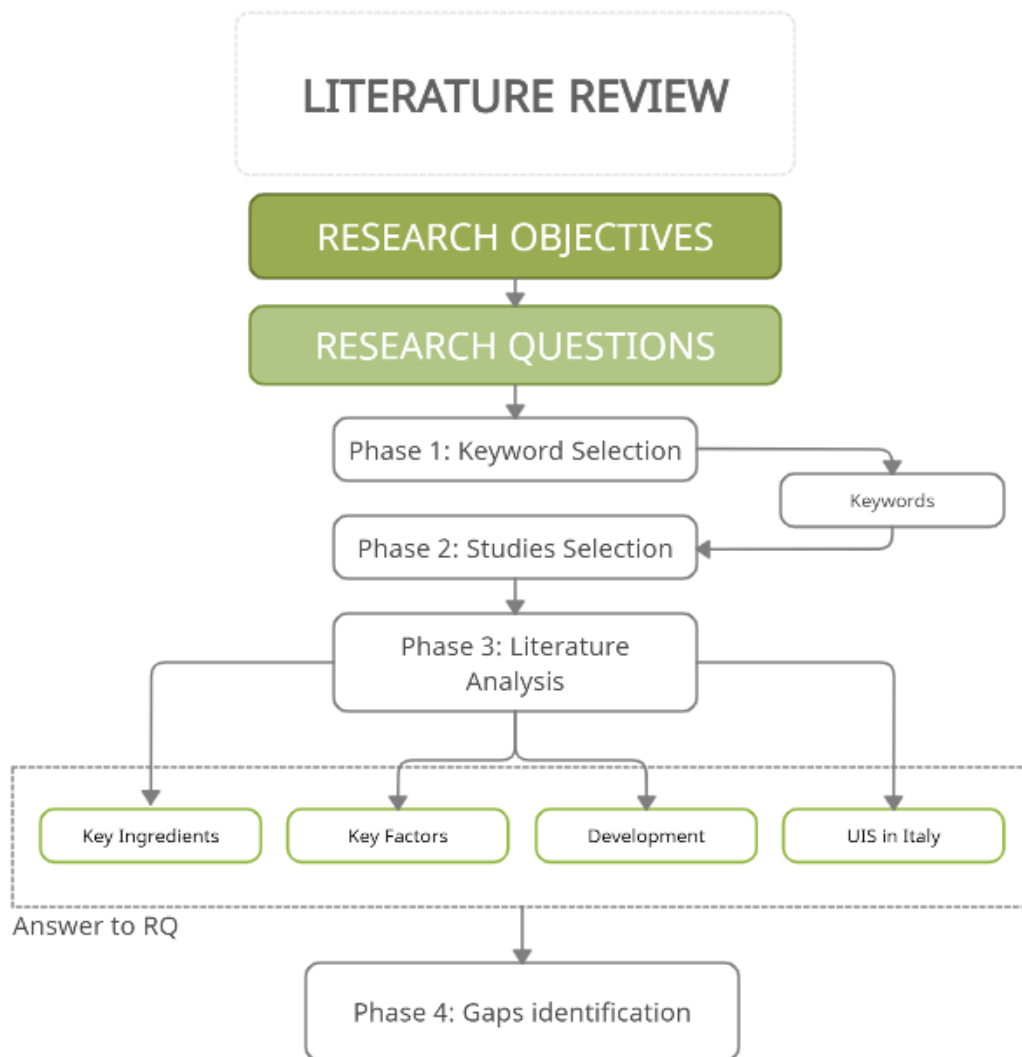 LITERATURE REVIEW
RESEARCH OBJECTIVES
RESEARCH QUESTIONS
Phase 1: Keyword Selection
Keywords
Phase 2: Studies Selection
Phase 3: Literature
Analysis
Key Ingredients
Key Factors
Development
UIS in Italy
Answer to RQ
Phase 4: Gaps identification